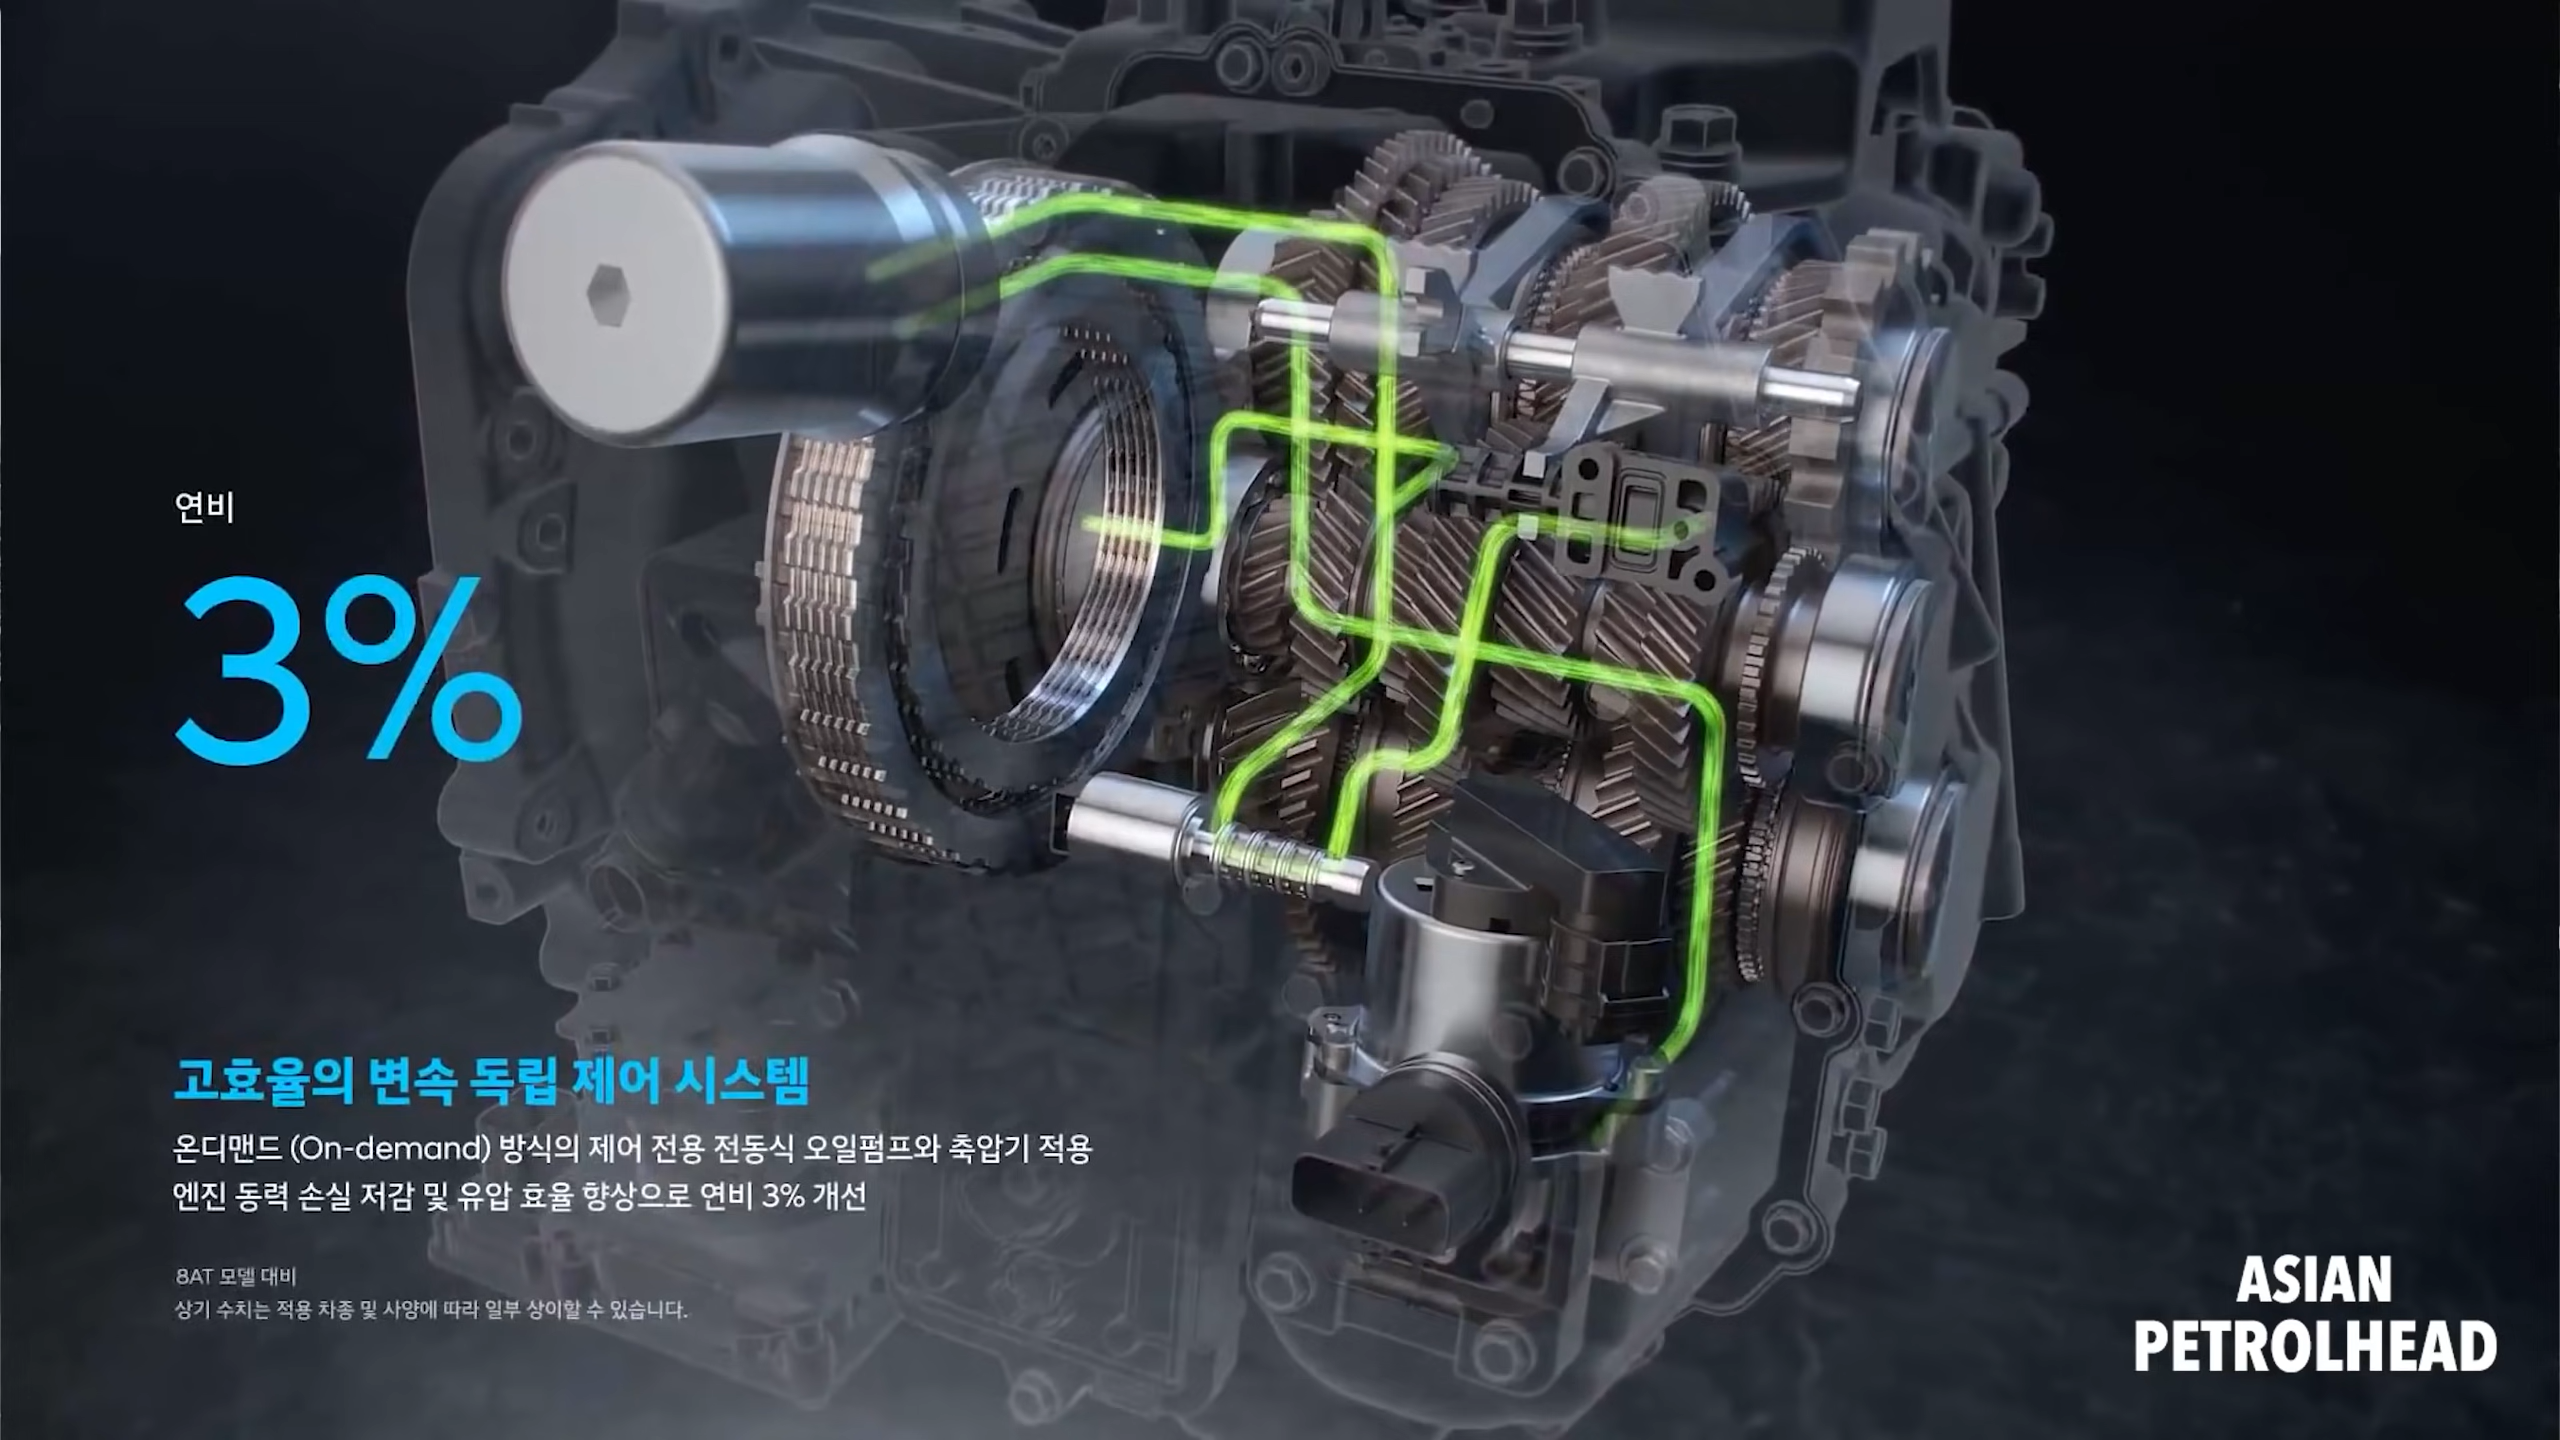 연비
3%
고효율의 변속 독립 제어 시스템
온디맨드 (On-demand) 방식의 제어 전용 전동식 오일펌프와 축압기 적용
엔진 동력 손실 저감 및 유압 효율 향상으로 연비 3% 개선
8AT 모델 대비
상기 수치는 적용 차종 및 사양에 따라 일부 상이할 수 있습니다.
ASIAN
PETROLHEAD